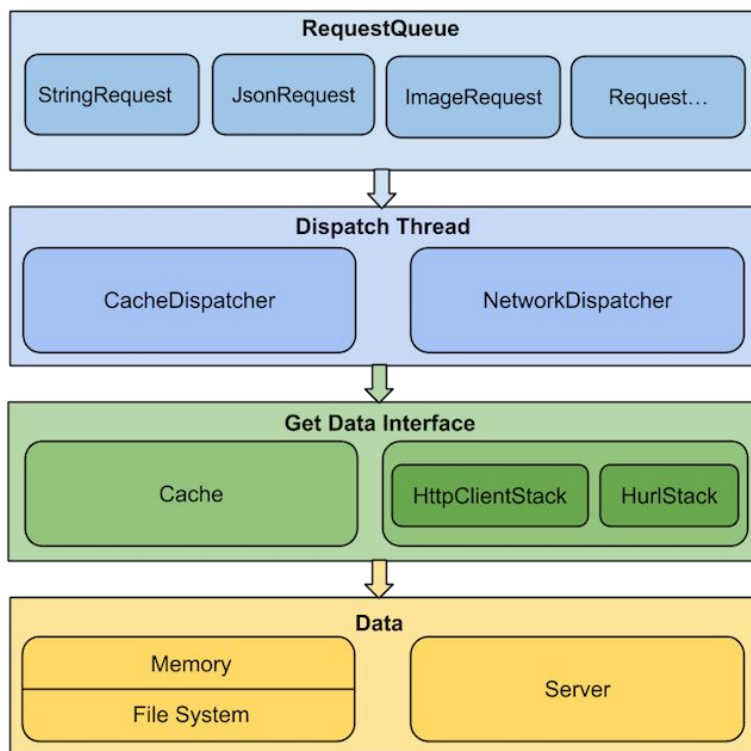 RequestQueue
StringRequest
JsonRequest
ImageRequest
Request...
Dispatch Thread
CacheDispatcher
NetworkDispatcher
Get Data Interface
Cache
HttpClientStack
HurlStack
Data
Memory
File System
Server